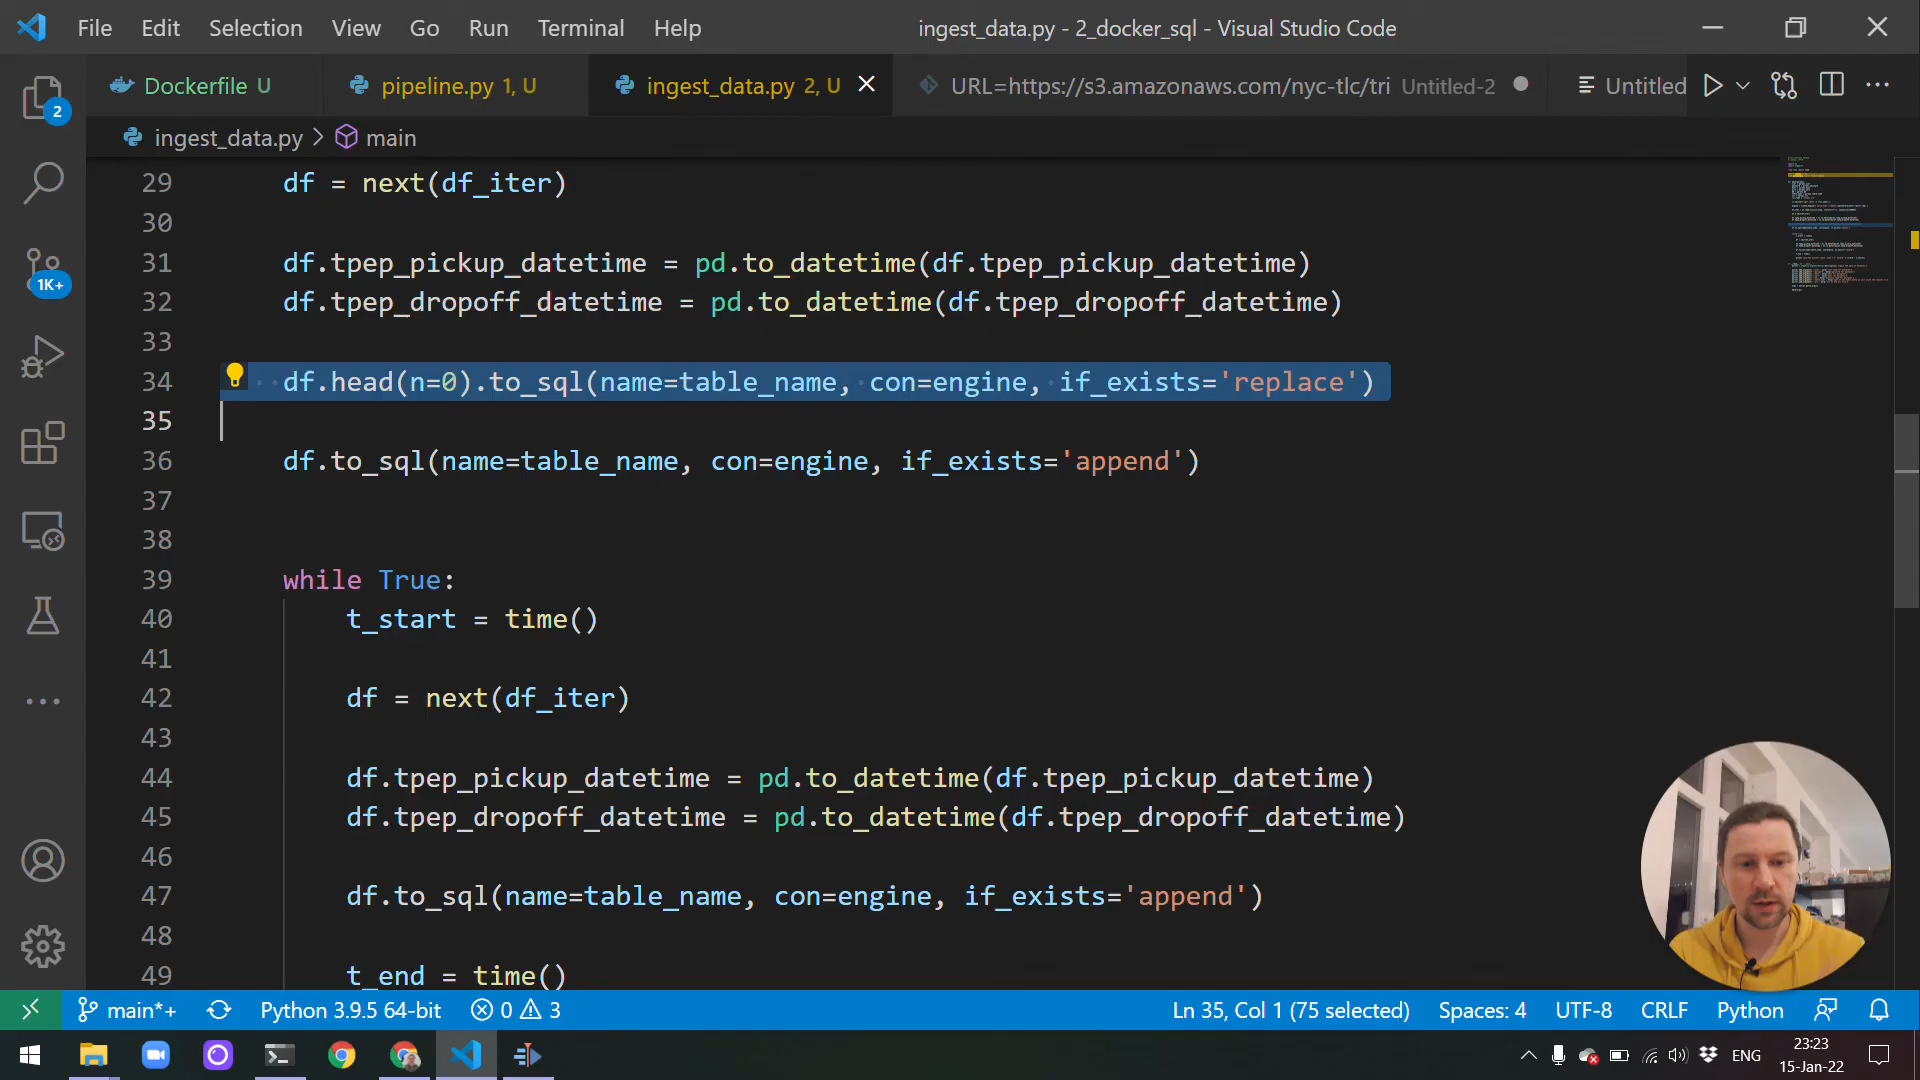 File Edit Selection View Go Run Terminal Help ingest_data.py - 2_docker_sql - Visual Studio Code
Dockerfile U pipeline.py 1, U ingest_data.py 2, U URL=https://s3.amazonaws.com/nyc-tlc/tri Untitled-2 Untitled
2
ingest_data.py > main
29 df = next(df_iter)
30
31 df.tpep_pickup_datetime = pd.to_datetime(df.tpep_pickup_datetime)
32 df.tpep_dropoff_datetime = pd.to_datetime(df.tpep_dropoff_datetime)
1K+
33
34 df.head(n=0).to_sql(name=table_name, con=engine, if_exists='replace')
35
36 df.to_sql(name=table_name, con=engine, if_exists='append')
37
38
39 while True:
40 t_start = time()
41
42 df = next(df_iter)
43
44 df.tpep_pickup_datetime = pd.to_datetime(df.tpep_pickup_datetime)
45 df.tpep_dropoff_datetime = pd.to_datetime(df.tpep_dropoff_datetime)
46
47 df.to_sql(name=table_name, con=engine, if_exists='append')
48
49 t_end = time()
main*+ Python 3.9.5 64-bit 0 3 Ln 35, Col 1 (75 selected) Spaces: 4 UTF-8 CRLF Python
ENG 23:23
15-Jan-22